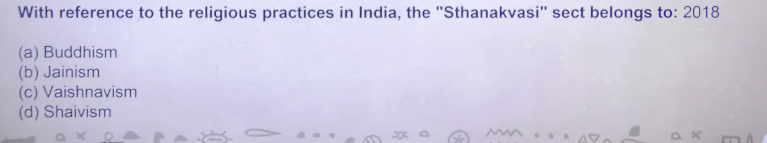 With reference to the religious practices in India, the "Sthanakvasi" sect belongs to: 2018
(a) Buddhism
(b) Jainism
(c) Vaishnavism
(d) Shaivism